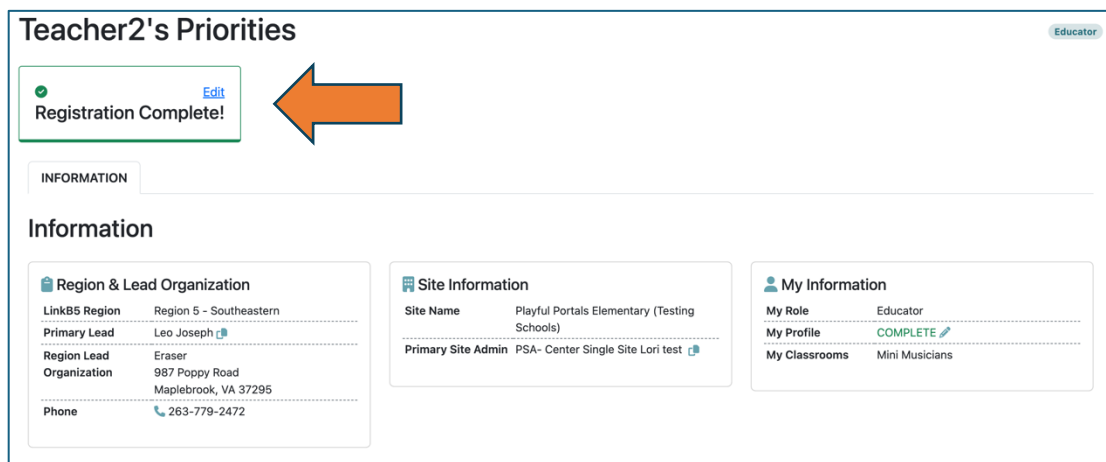 Teacher2's Priorities
Educator
Edit
Registration Complete!
INFORMATION
Information
Region & Lead Organization
LinkB5 Region Region 5 - Southeastern
Primary Lead Leo Joseph
Region Lead Organization Eraser
987 Poppy Road
Maplebrook, VA 37295
Phone 263-779-2472
Site Information
Site Name Playful Portals Elementary (Testing
Schools)
Primary Site Admin PSA- Center Single Site Lori test
My Information
My Role Educator
My Profile COMPLETE
My Classrooms Mini Musicians